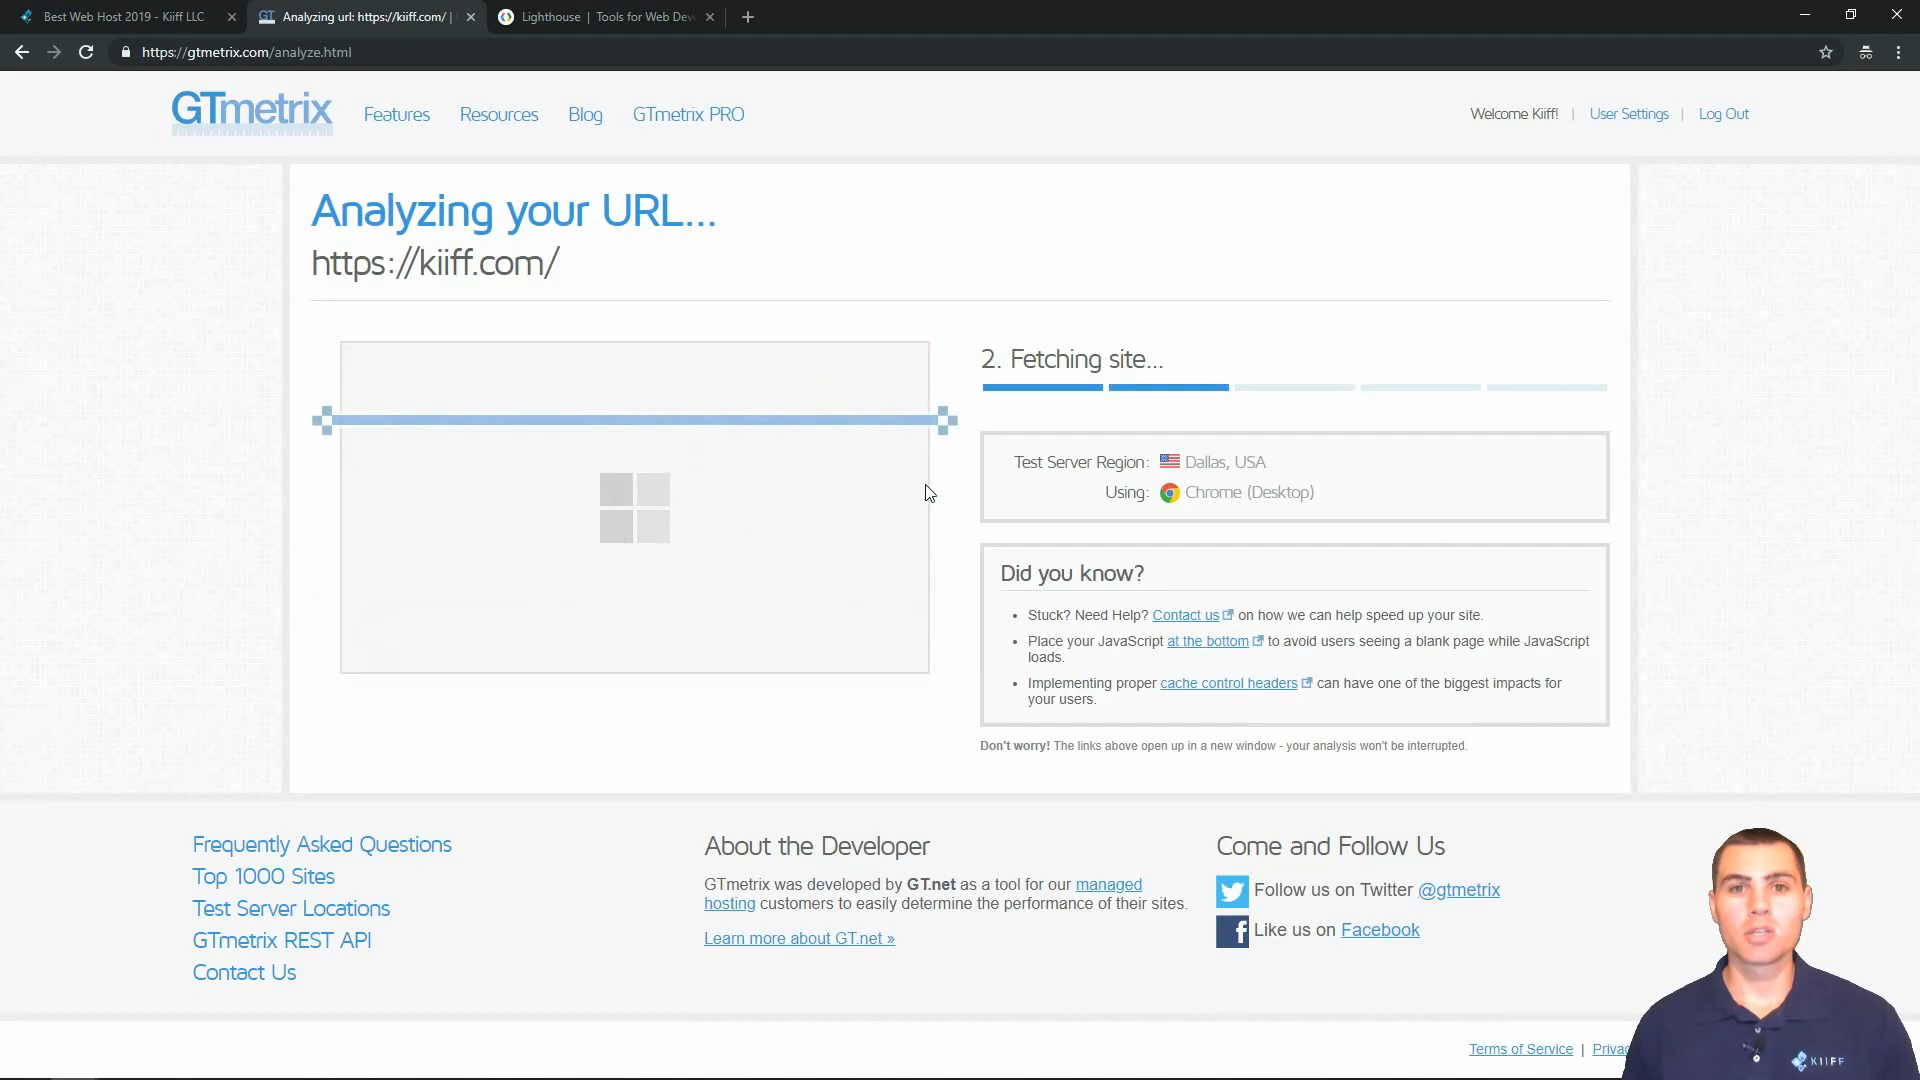 Best Web Host 2019 - Kiiff LLC
Analyzing url: https://kiiff.com/ |
Lighthouse | Tools for Web Dev
https://gtmetrix.com/analyze.html
GTmetrix
Features
Resources
Blog
GTmetrix PRO
Welcome Kiiff! | User Settings | Log Out
Analyzing your URL...
https://kiiff.com/
2. Fetching site...
Test Server Region: Dallas, USA
Using: Chrome (Desktop)
Did you know?
• Stuck? Need Help? Contact us on how we can help speed up your site.
• Place your JavaScript at the bottom to avoid users seeing a blank page while JavaScript
loads.
• Implementing proper cache control headers can have one of the biggest impacts for
your users.
Don't worry! The links above open up in a new window - your analysis won't be interrupted.
Frequently Asked Questions
Top 1000 Sites
Test Server Locations
GTmetrix REST API
Contact Us
About the Developer
GTmetrix was developed by GT.net as a tool for our managed
hosting customers to easily determine the performance of their sites.
Learn more about GT.net »
Come and Follow Us
Follow us on Twitter @gtmetrix
Like us on Facebook
Terms of Service | Privac
KIIFF